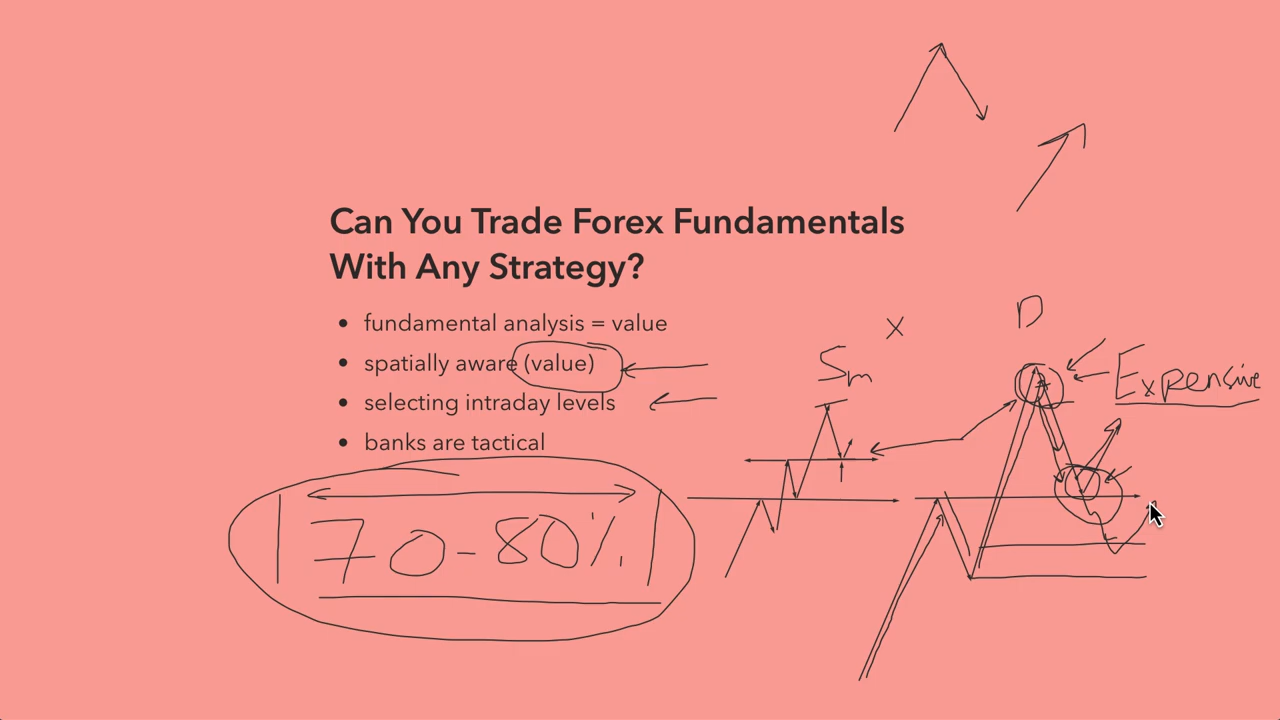 Can You Trade Forex Fundamentals
With Any Strategy?
• fundamental analysis = value
• spatially aware (value)
• selecting intraday levels
• banks are tactical
70-80%
Sm
x
D
Expensive